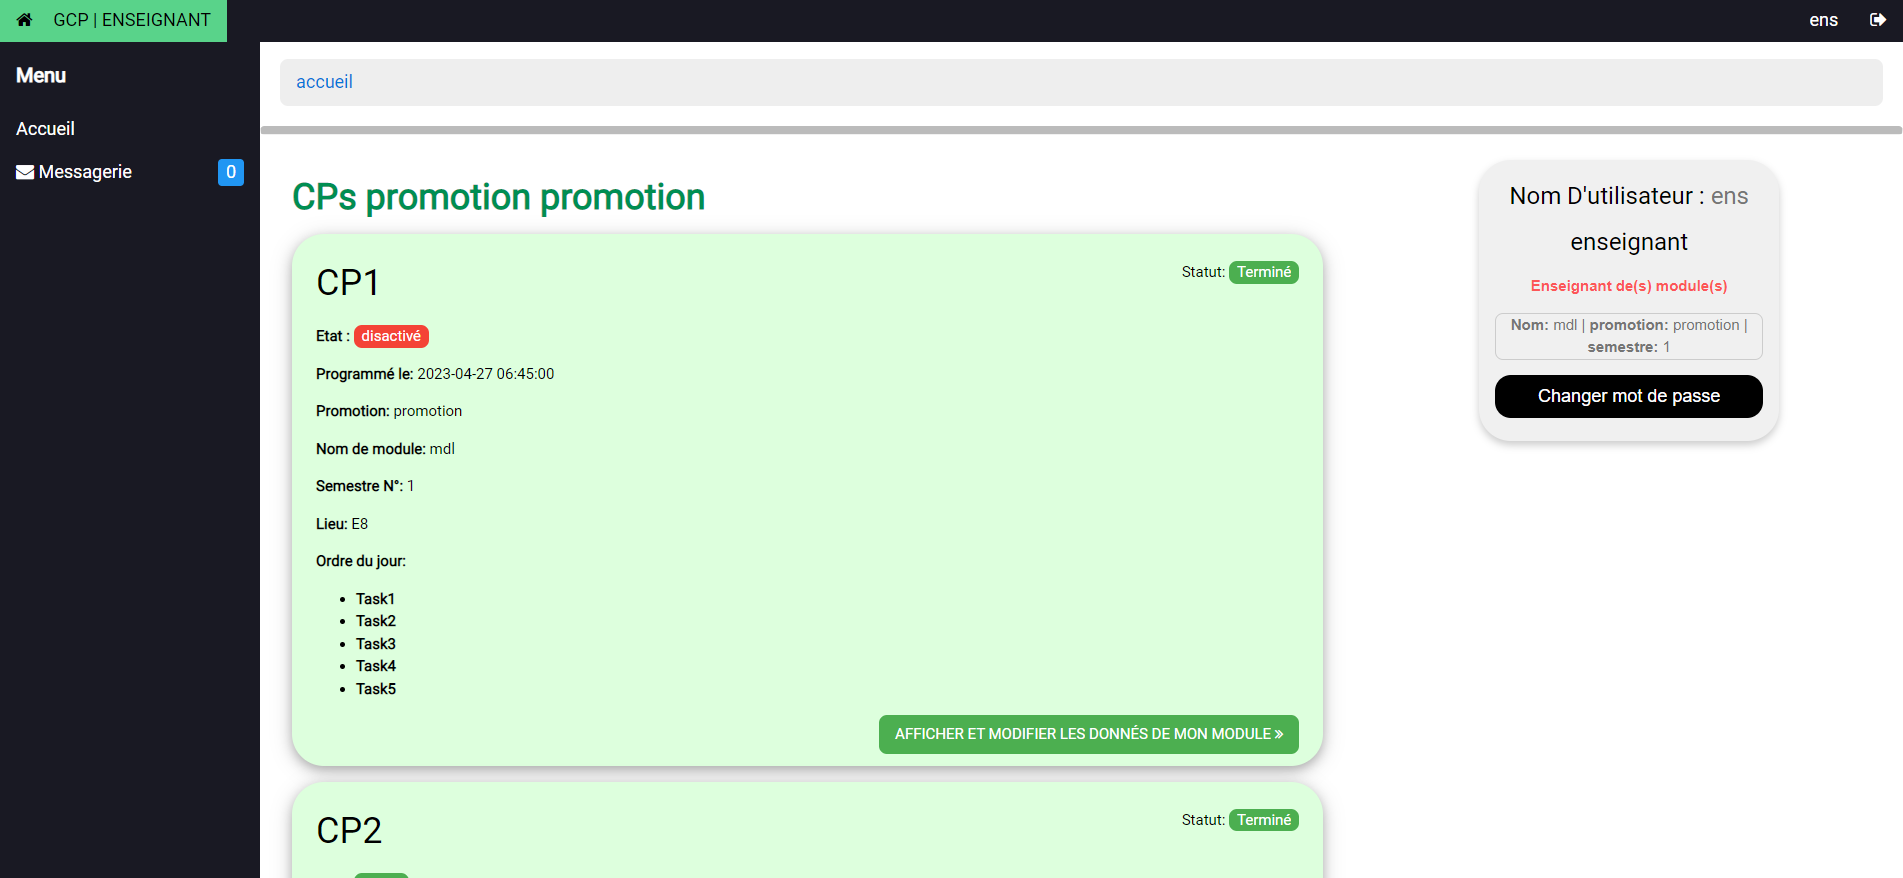 GCP | ENSEIGNANT
ens
Menu
Accueil
Messagerie 0
accueil
CPs promotion promotion
CP1
Statut: Terminé
Etat : disactivé
Programmé le: 2023-04-27 06:45:00
Promotion: promotion
Nom de module: mdl
Semestre N°: 1
Lieu: E8
Ordre du jour:
Task1
Task2
Task3
Task4
Task5
AFFICHER ET MODIFIER LES DONNÉS DE MON MODULE »
CP2
Statut: Terminé
Nom D'utilisateur : ens
enseignant
Enseignant de(s) module(s)
Nom: mdl | promotion: promotion |
semestre: 1
Changer mot de passe